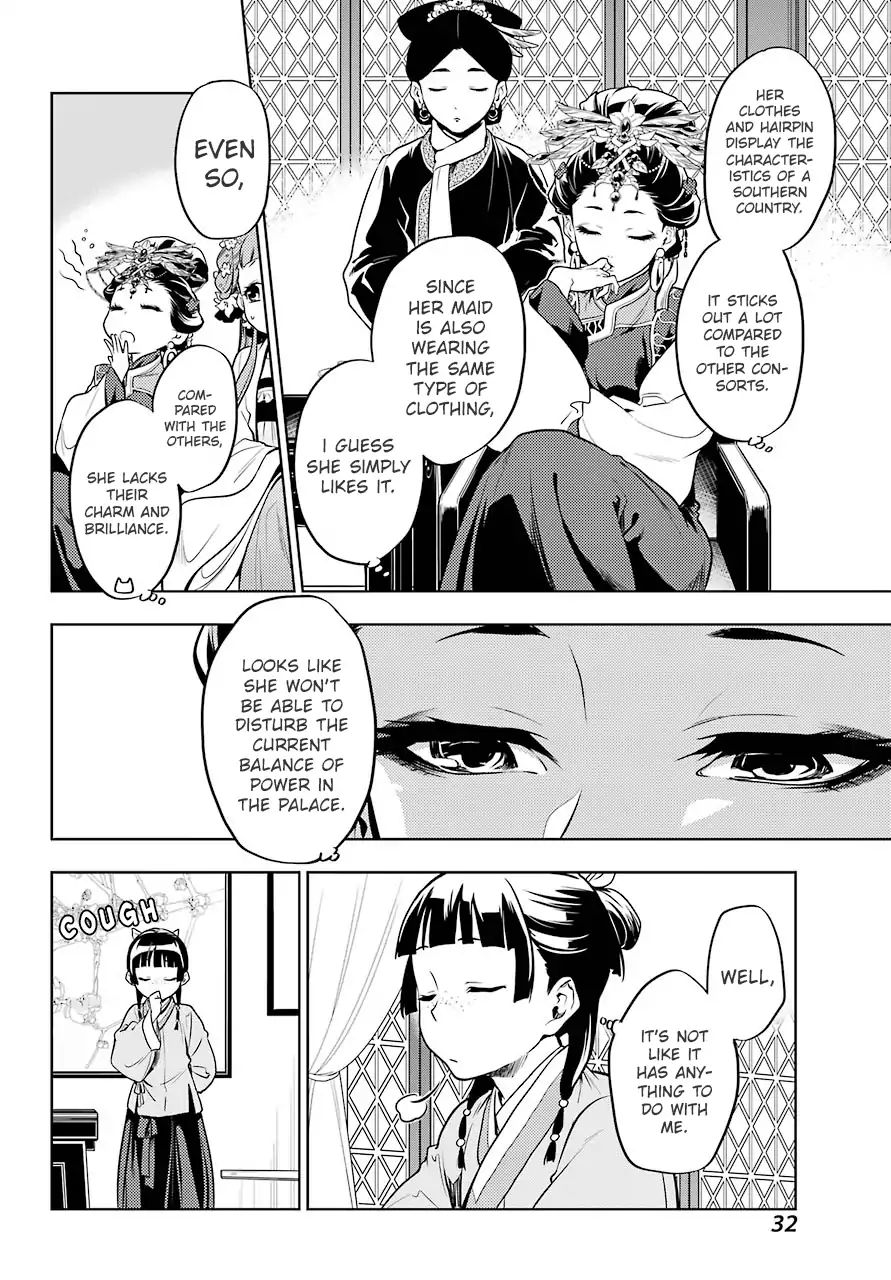 HER
CLOTHES
AND HAIRPIN
DISPLAY THE
CHARACTER-
ISTICS OF A
SOUTHERN
COUNTRY.
IT STICKS
OUT A LOT
COMPARED
TO THE
OTHER CON-
SORTS.
SINCE
HER MAID
IS ALSO
WEARING
THE SAME
TYPE OF
CLOTHING,
I GUESS
SHE SIMPLY
LIKES IT.
EVEN
SO,
COM-
PARED
WITH THE
OTHERS,
SHE LACKS
THEIR
CHARM AND
BRILLIANCE.
LOOKS LIKE
SHE WON'T
BE ABLE TO
DISTURB THE
CURRENT
BALANCE OF
POWER IN
THE PALACE.
WELL,
IT'S NOT
LIKE IT
HAS ANY-
THING TO
DO WITH
ME.
COUGH
32